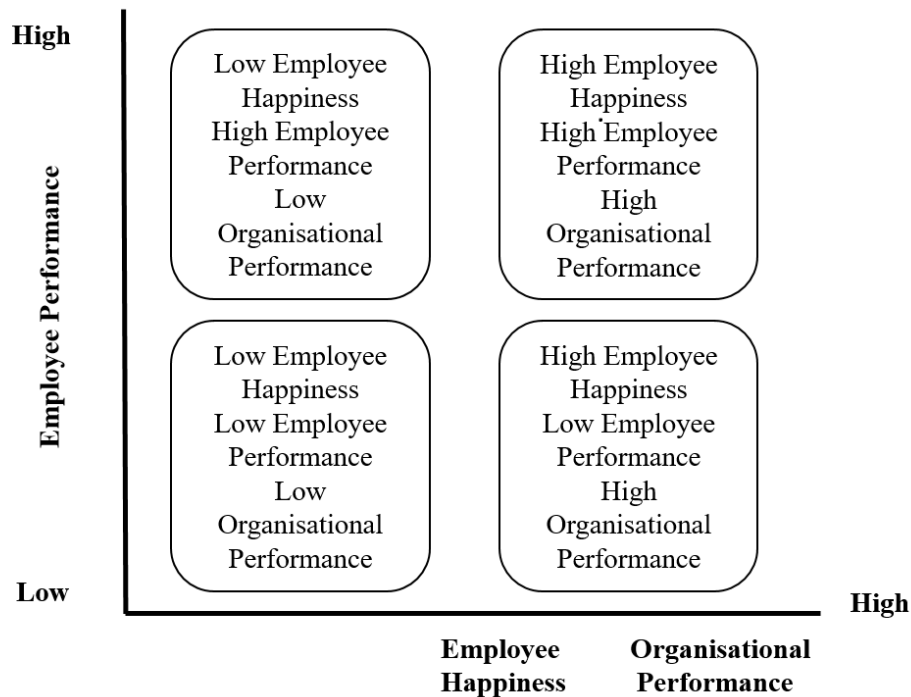 High
Low Employee
Happiness
High Employee
Performance
Low
Organisational
Performance
High Employee
Happiness
High Employee
Performance
High
Organisational
Performance
Employee Performance
Low Employee
Happiness
Low Employee
Performance
Low
Organisational
Performance
High Employee
Happiness
Low Employee
Performance
High
Organisational
Performance
Low
High
Employee
Happiness
Organisational
Performance